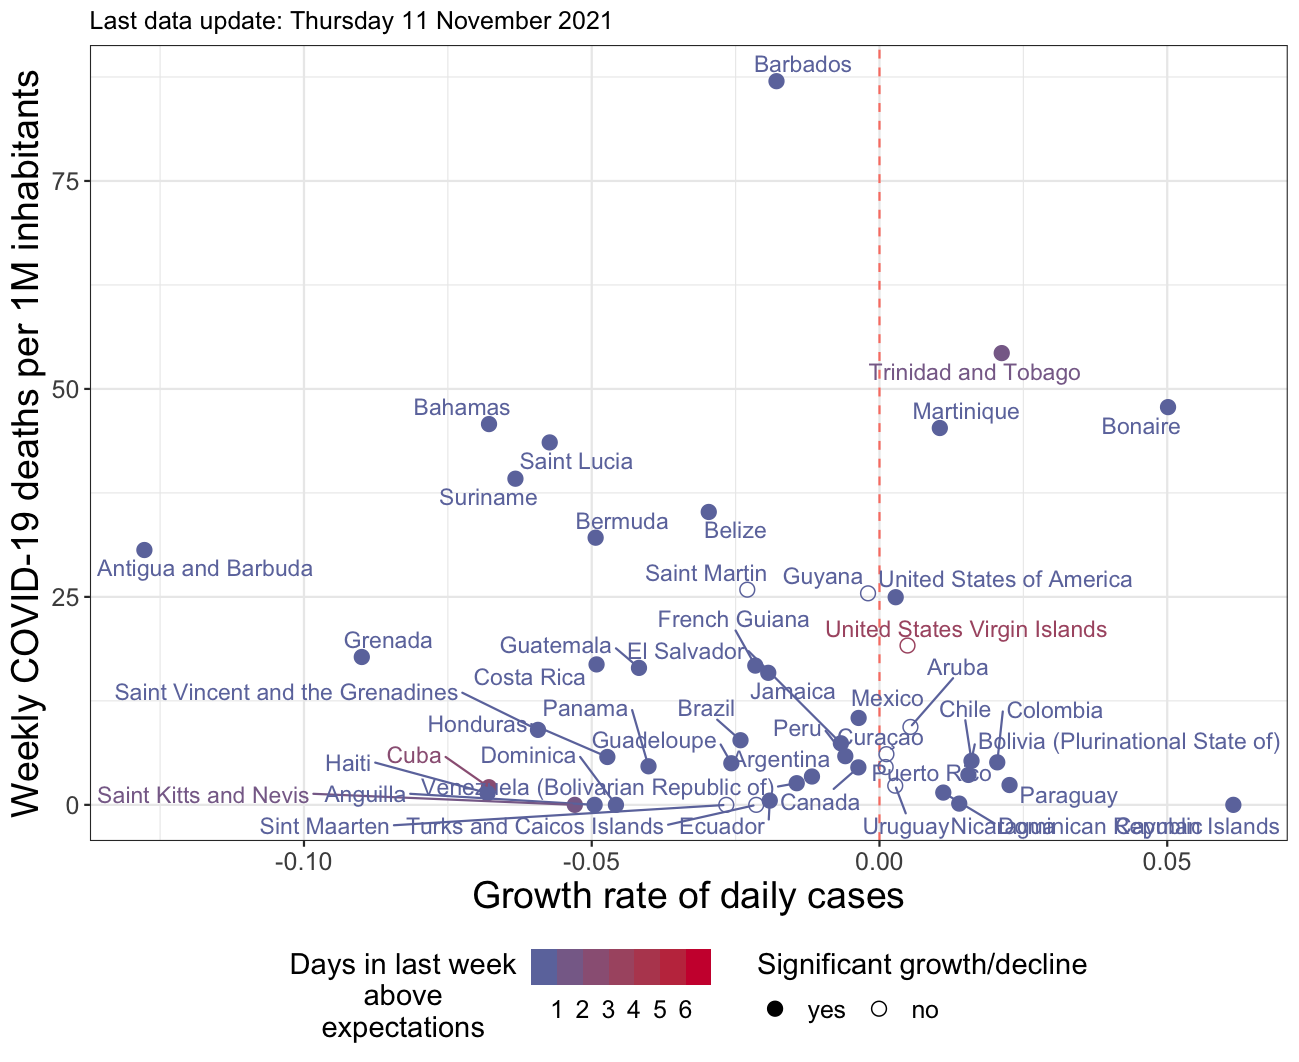 Last data update: Thursday 11 November 2021
Weekly COVID-19 deaths per 1M inhabitants
Barbados
75
Trinidad and Tobago
50
Bahamas
Martinique
Bonaire
Saint Lucia
Suriname
Bermuda
Belize
Antigua and Barbuda
Saint Martin
Guyana
United States of America
25
French Guiana
United States Virgin Islands
Grenada
Guatemala
El Salvador
Aruba
Costa Rica
Saint Vincent and the Grenadines
Jamaica
Mexico
Panama
Brazil
Chile
Colombia
Honduras
Peru
Curaçao
Guadeloupe
Bolivia (Plurinational State of)
Cuba
Dominica
Argentina
Haiti
Puerto Rico
Venezuela (Bolivarian Republic of)
Saint Kitts and Nevis
Anguilla
Canada
Paraguay
0
Sint Maarten
Turks and Caicos Islands
Ecuador
Uruguay
Nicaragua
Dominican Republic
Cayman Islands
-0.10
-0.05
0.00
0.05
Growth rate of daily cases
Days in last week
above
expectations
1 2 3 4 5 6
Significant growth/decline
yes
no